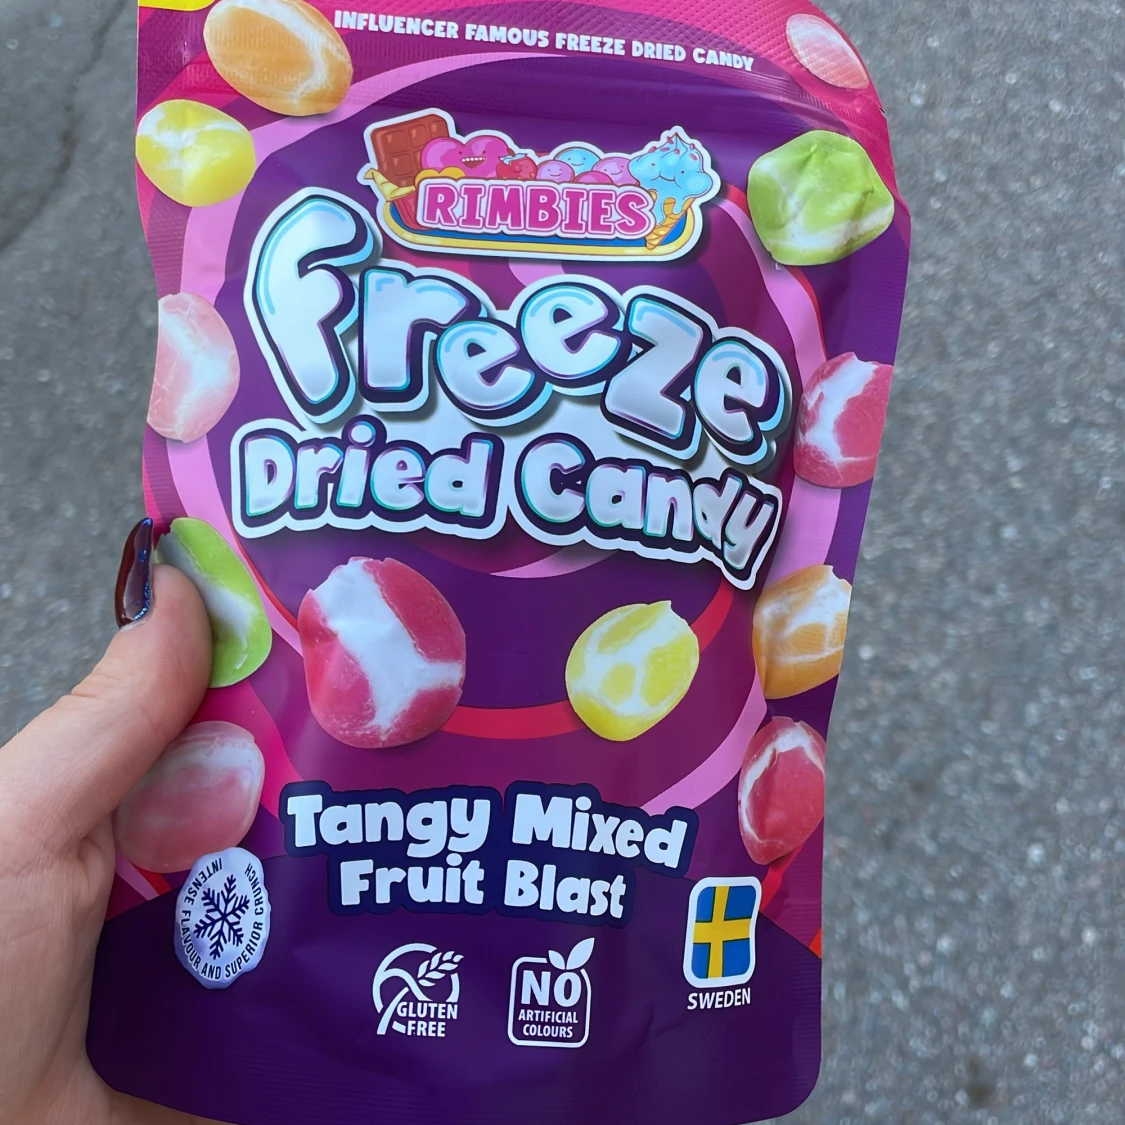 INFLUENCER FAMOUS FREEZE DRIED CANDY
RIMBIES
Freeze
Dried Candy
Tangy Mixed
Fruit Blast
INTENSE FLAVOUR AND SUPERIOR CRUNCH
GLUTEN
FREE
NO
ARTIFICIAL
COLOURS
SWEDEN